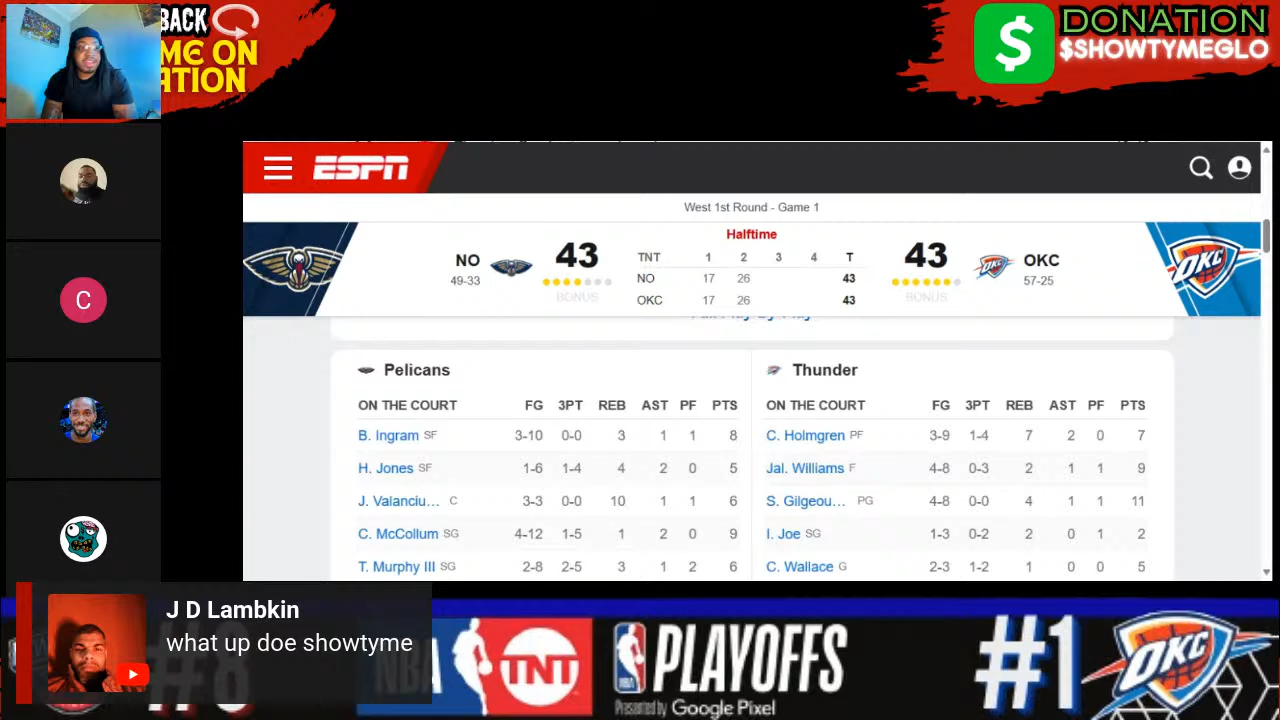 BACK
ME ON
ATION
$
DONATION
$SHOWTYMEGLO
ESPN
West 1st Round - Game 1
NO
49-33
43
BONUS
Halftime
TNT 1 2 3 4 T
NO 17 26 43
OKC 17 26 43
43
BONUS
OKC
57-25
Pelicans
ON THE COURT FG 3PT REB AST PF PTS
B. Ingram SF 3-10 0-0 3 1 1 8
H. Jones SF 1-6 1-4 4 2 0 5
J. Valanciu... C 3-3 0-0 10 1 1 6
C. McCollum SG 4-12 1-5 1 2 0 9
T. Murphy III SG 2-8 2-5 3 1 2 6
Thunder
ON THE COURT FG 3PT REB AST PF PTS
C. Holmgren PF 3-9 1-4 7 2 0 7
Jal. Williams F 4-8 0-3 2 1 1 9
S. Gilgeou... PG 4-8 0-0 4 1 1 11
I. Joe SG 1-3 0-2 2 0 1 2
C. Wallace G 2-3 1-2 1 0 0 5
C
J D Lambkin
what up doe showtyme
#8
NBA
TNT
NBA
PLAYOFFS
Presented by Google Pixel
#1
OKC